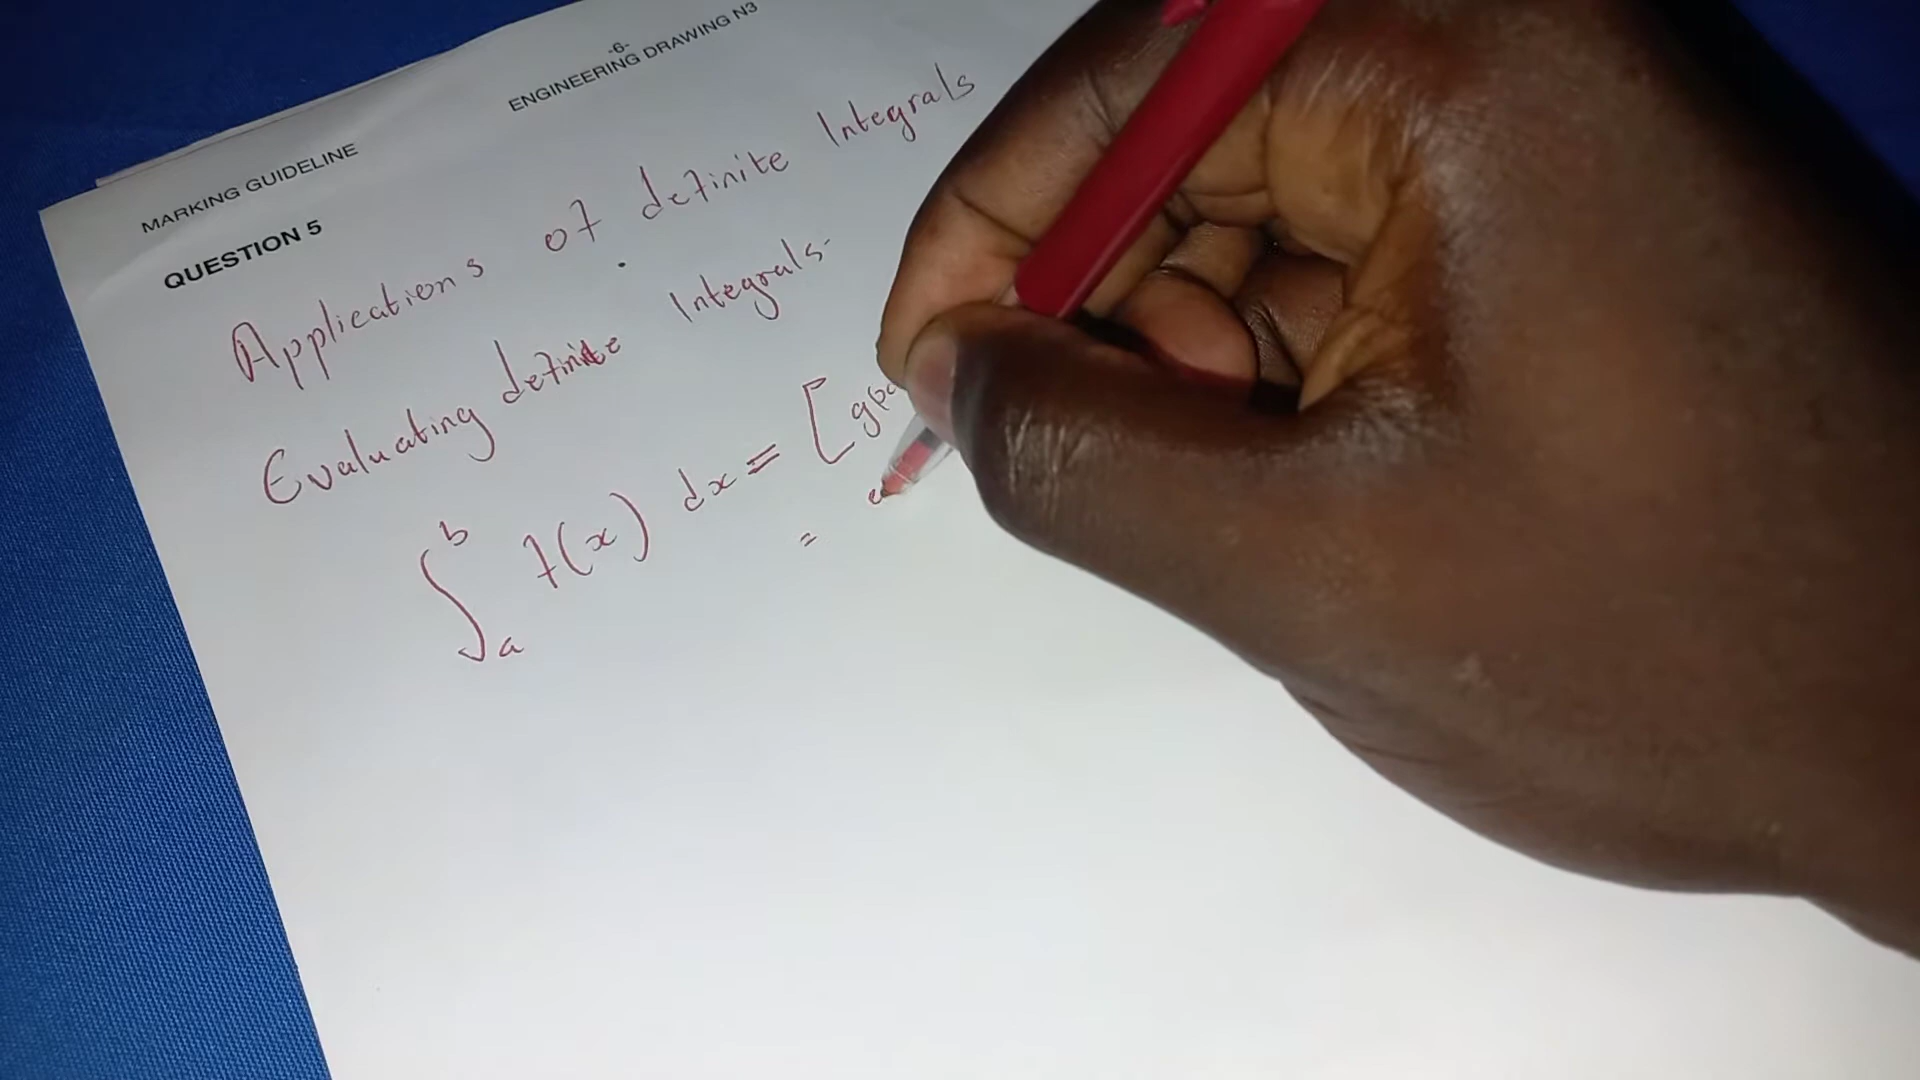 -6-
ENGINEERING DRAWING N3
MARKING GUIDELINE
QUESTION 5
Applications of definite Integrals
Evaluating definite Integrals.
∫ₐᵇ f(x) dx = [g(x
=